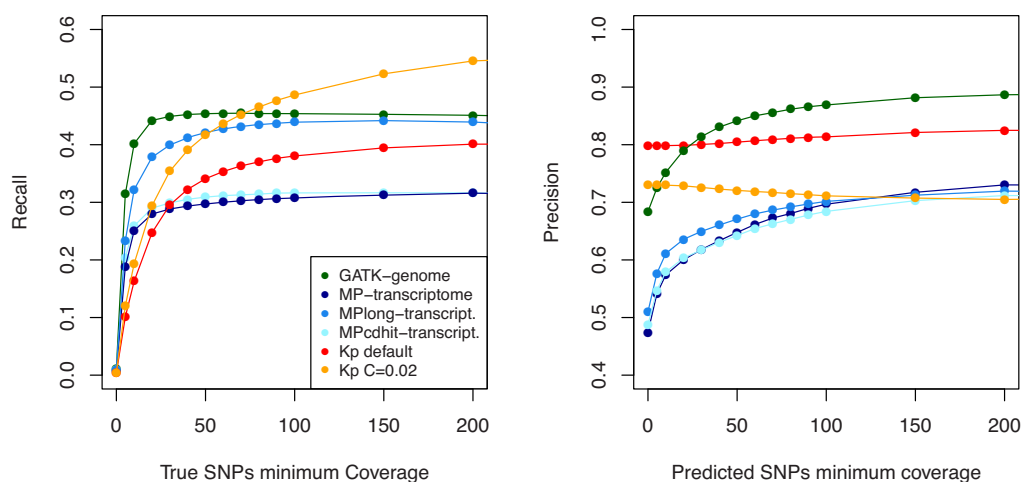 Recall
0.6
0.5
0.4
0.3
0.2
0.1
0.0
GATK−genome
MP−transcriptome
MPlong−transcript.
MPcdhit−transcript.
Kp default
Kp C=0.02
0 50 100 150 200
True SNPs minimum Coverage
Precision
1.0
0.9
0.8
0.7
0.6
0.5
0.4
0 50 100 150 200
Predicted SNPs minimum coverage